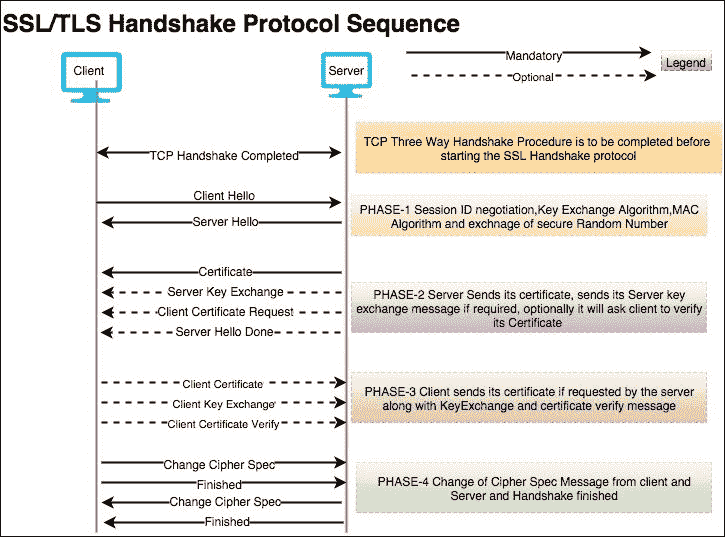 SSL/TLS Handshake Protocol Sequence
Client
Server
Mandatory
Optional
Legend
TCP Handshake Completed
TCP Three Way Handshake Procedure is to be completed before
starting the SSL Handshake protocol
Client Hello
Server Hello
PHASE-1 Session ID negotiation,Key Exchange Algorithm,MAC
Algorithm and exchnage of secure Random Number
Certificate
Server Key Exchange
Client Certificate Request
Server Hello Done
PHASE-2 Server Sends its certificate, sends its Server key
exchange message if required, optionally it will ask client to verify
its Certificate
Client Certificate
Client Key Exchange
Client Certificate Verify
PHASE-3 Client sends its certificate if requested by the server
along with KeyExchange and certificate verify message
Change Cipher Spec
Finished
Change Cipher Spec
Finished
PHASE-4 Change of Cipher Spec Message from client and
Server and Handshake finished